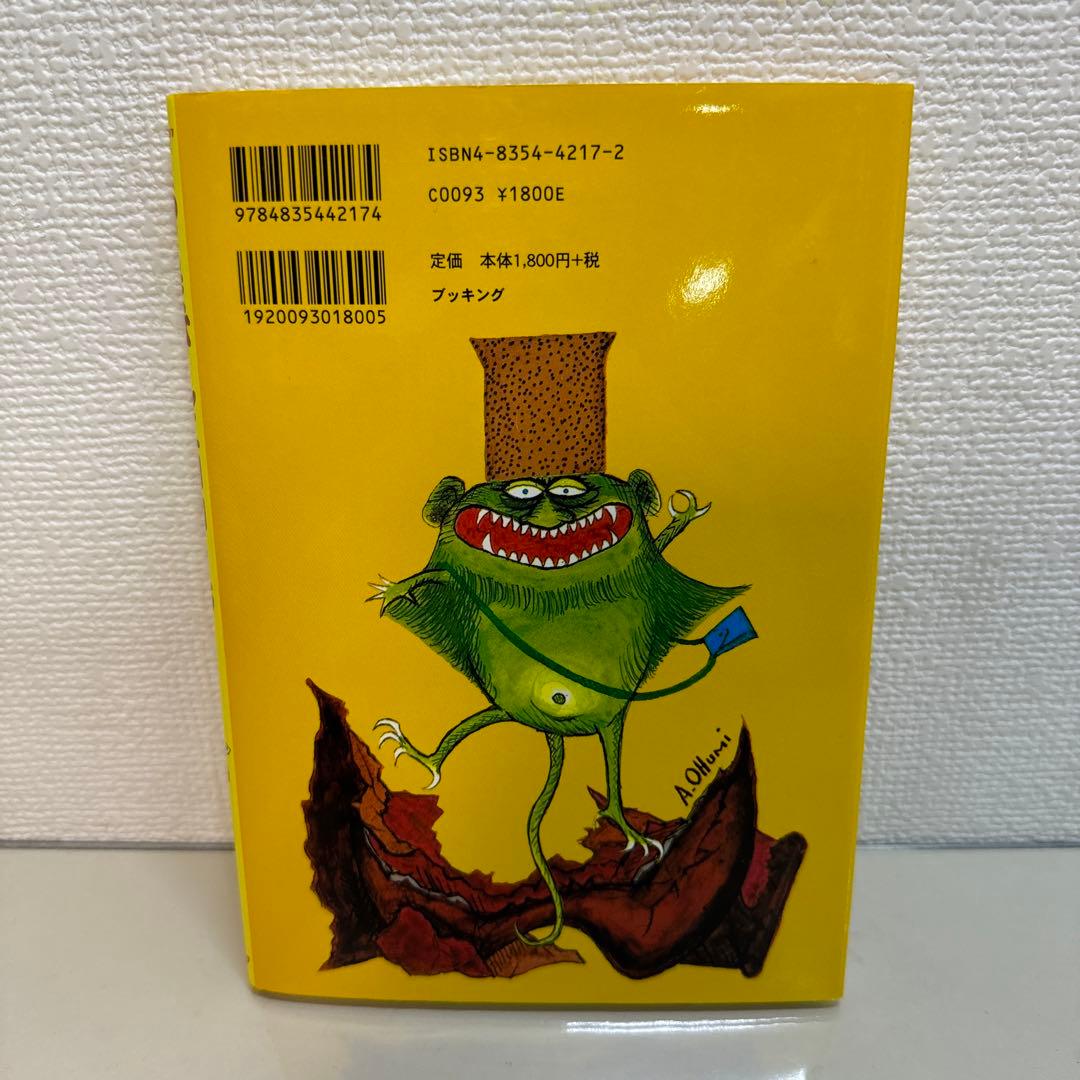 ISBN4-8354-4217-2
9784835442174
C0093 ¥1800E
定価 本体1,800円+税
ブッキング
1920093018005
A.OHumi